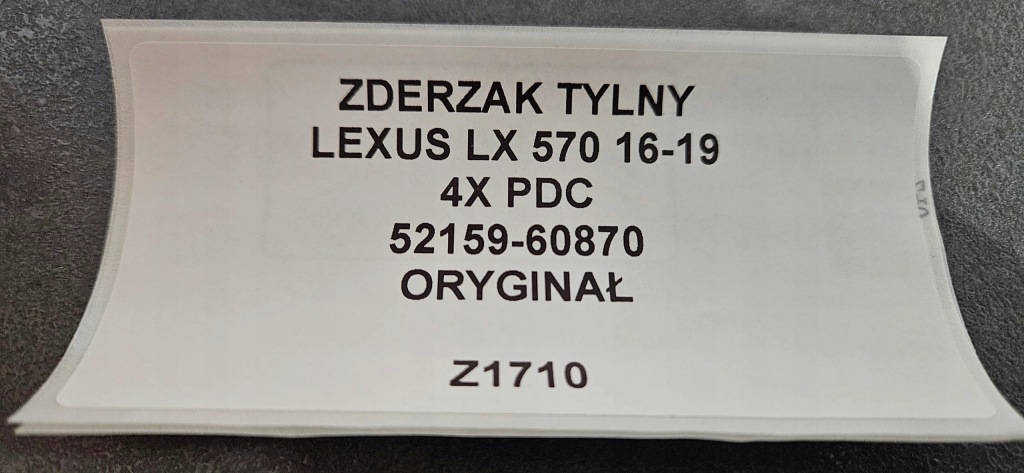 ZDERZAK TYLNY
LEXUS LX 570 16-19
4X PDC
52159-60870
ORYGINAŁ
Z1710